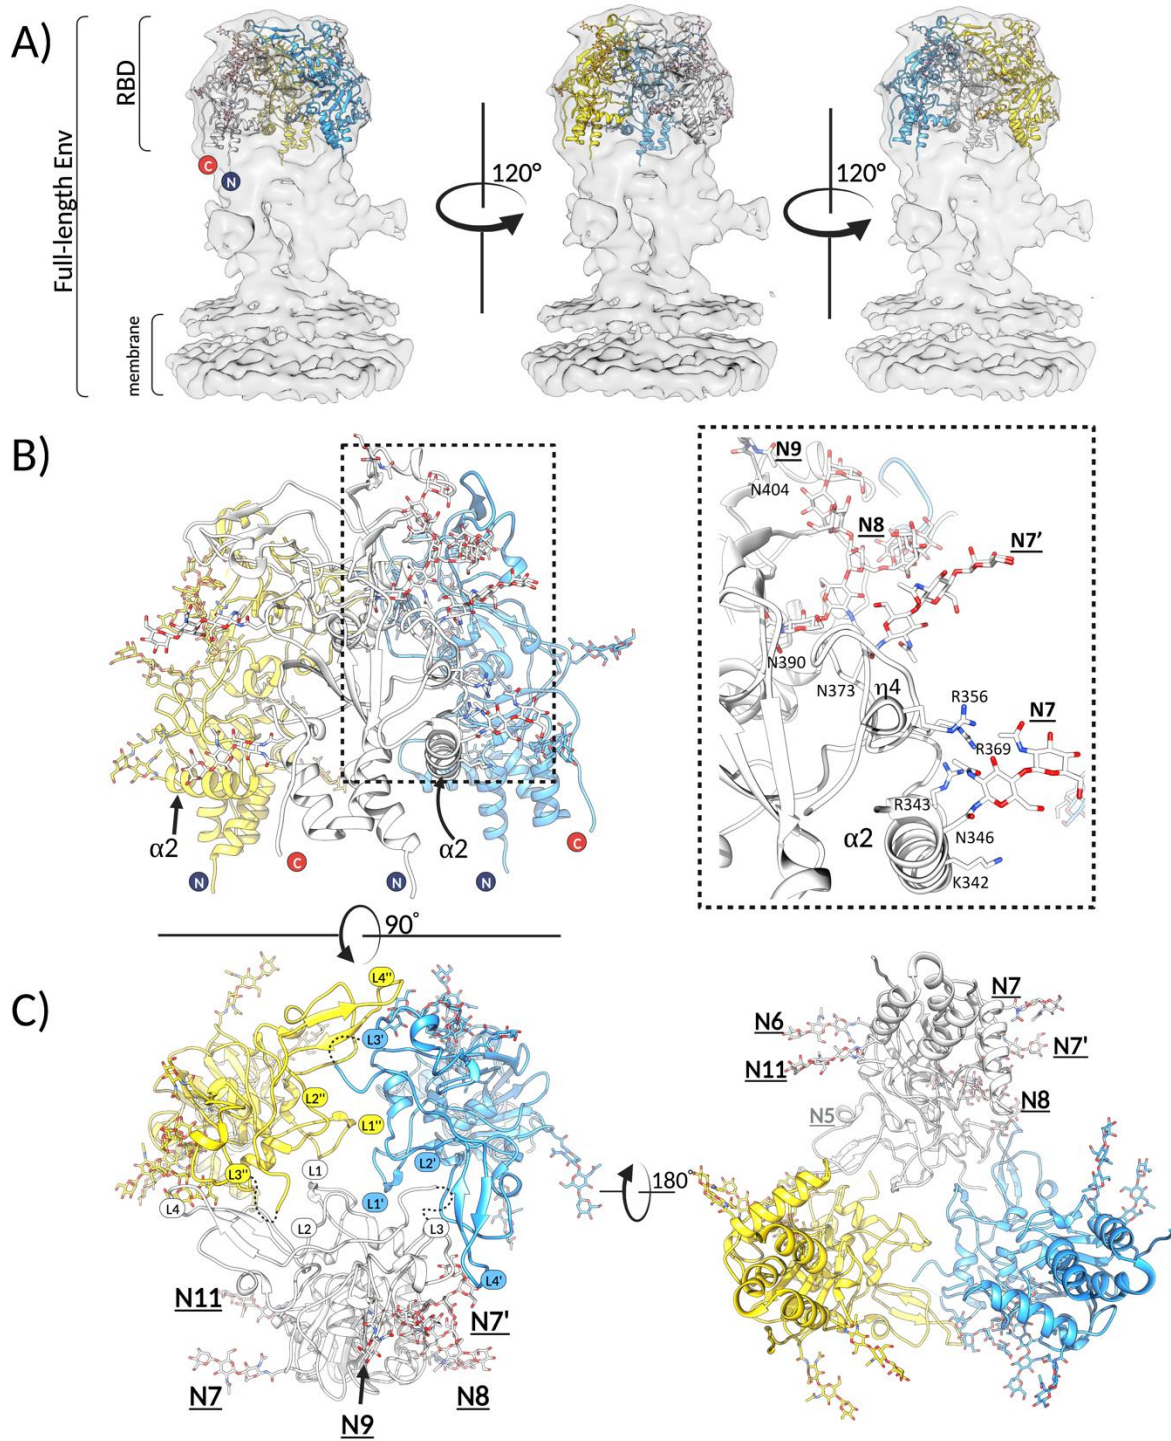 A)
Full-length Env
RBD
membrane
C
N
120°
120°
B)
α2
N
C
N
α2
N
C
N9
N404
N8
N7'
N390
N373
η4
R356
N7
R369
R343
α2
N346
K342
90°
C)
L4''
L3'
L2''
L1''
L3''
L1
L2'
L4
L1'
L2
L3
L4'
N11
N7'
N7
N8
N9
180°
N7
N6
N7'
N11
N8
N5